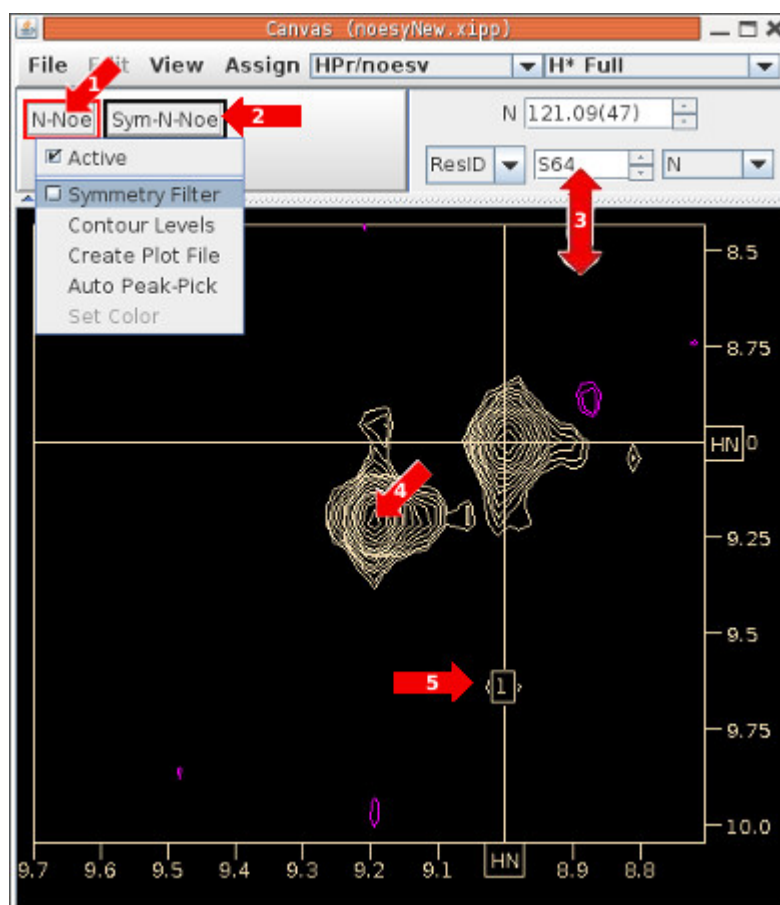 Canvas (noesyNew.xipp)
File Edit View Assign HPr/noesy H* Full
1
N-Noe Sym-N-Noe 2 N 121.09(47)
Active ResID S64 N
Symmetry Filter
3
Contour Levels
8.5
Create Plot File
Auto Peak-Pick
Set Color
8.75
HN 0
4
9.25
9.5
5 1
9.75
10.0
9.7 9.6 9.5 9.4 9.3 9.2 9.1 HN 8.9 8.8